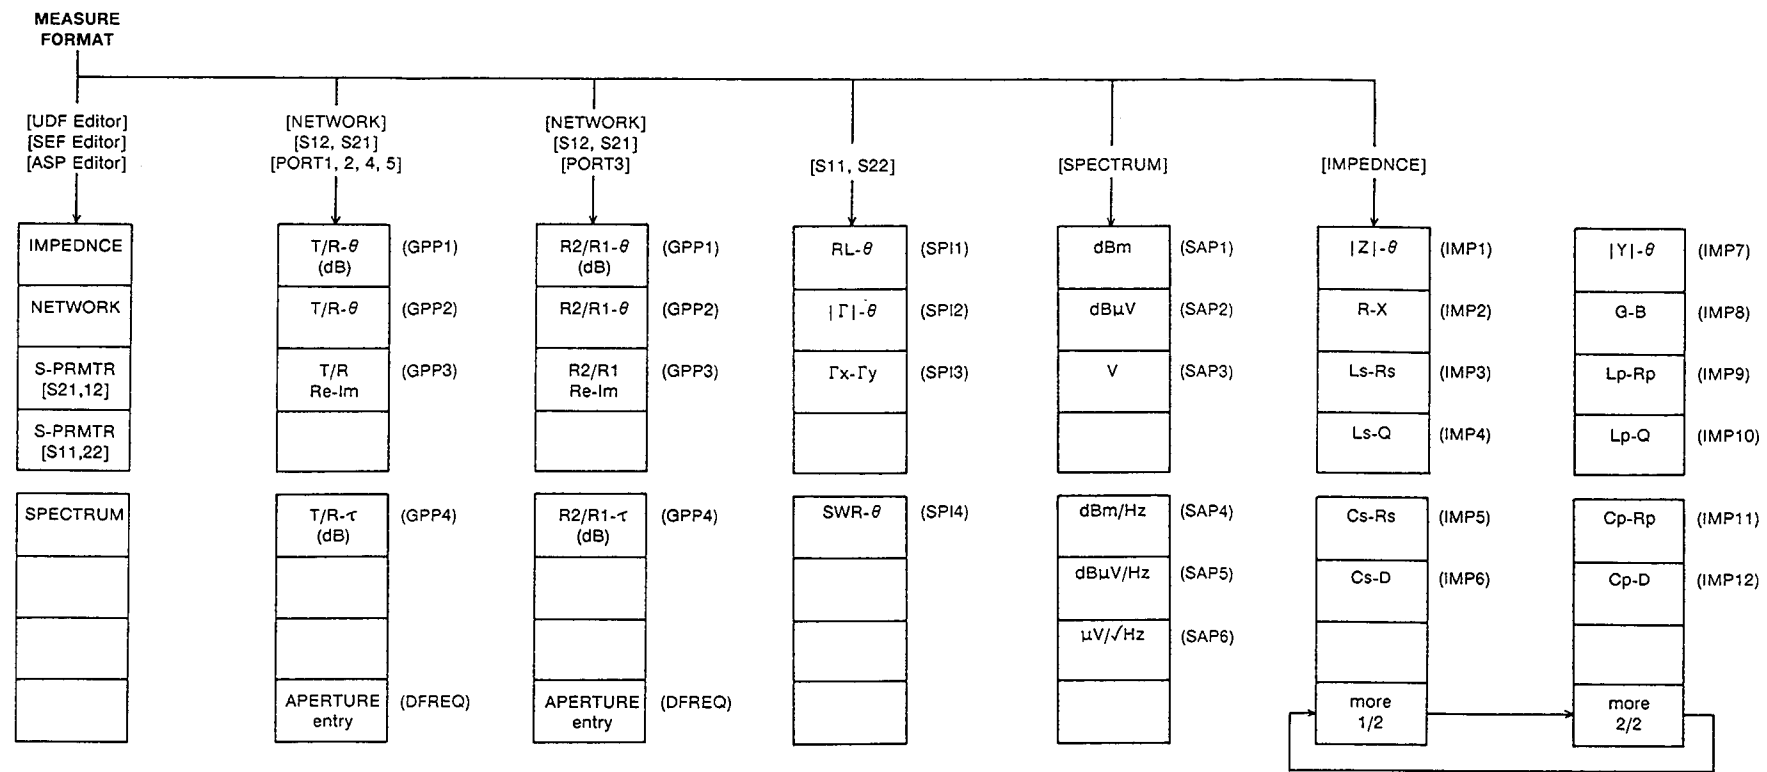 MEASURE
FORMAT
[UDF Editor]
[SEF Editor]
[ASP Editor]
IMPEDNCE
NETWORK
S-PRMTR
[S21,12]
S-PRMTR
[S11,22]
SPECTRUM
[NETWORK]
[S12, S21]
[PORT1, 2, 4, 5]
T/R-θ
(dB)
(GPP1)
T/R-θ
(GPP2)
T/R
Re-Im
(GPP3)
T/R-τ
(dB)
(GPP4)
APERTURE
entry
(DFREQ)
[NETWORK]
[S12, S21]
[PORT3]
R2/R1-θ
(dB)
(GPP1)
R2/R1-θ
(GPP2)
R2/R1
Re-Im
(GPP3)
R2/R1-τ
(dB)
(GPP4)
APERTURE
entry
(DFREQ)
[S11, S22]
RL-θ
(SPI1)
|Γ|-θ
(SPI2)
Γx-Γy
(SPI3)
SWR-θ
(SPI4)
[SPECTRUM]
dBm
(SAP1)
dBμV
(SAP2)
V
(SAP3)
dBm/Hz
(SAP4)
dBμV/Hz
(SAP5)
μV/√Hz
(SAP6)
[IMPEDNCE]
|Z|-θ
(IMP1)
R-X
(IMP2)
Ls-Rs
(IMP3)
Ls-Q
(IMP4)
Cs-Rs
(IMP5)
Cs-D
(IMP6)
more
1/2
|Y|-θ
(IMP7)
G-B
(IMP8)
Lp-Rp
(IMP9)
Lp-Q
(IMP10)
Cp-Rp
(IMP11)
Cp-D
(IMP12)
more
2/2